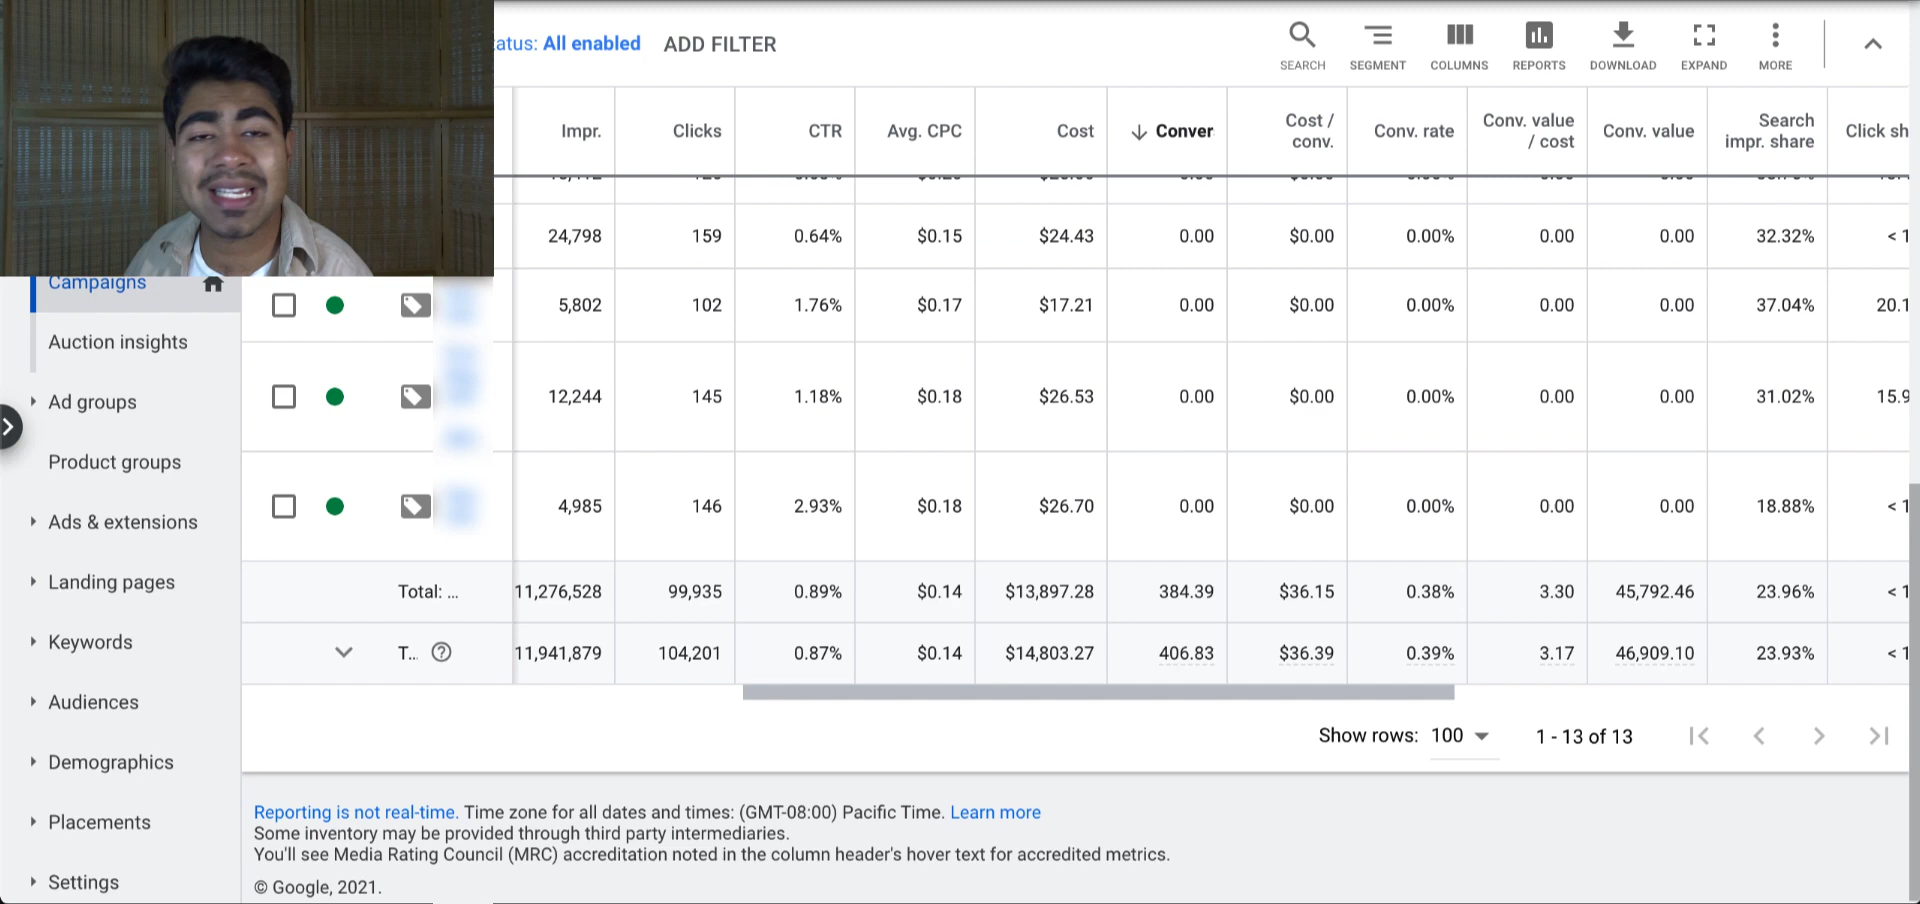 atus: All enabled ADD FILTER
SEARCH SEGMENT COLUMNS REPORTS DOWNLOAD EXPAND MORE
Impr. Clicks CTR Avg. CPC Cost Conver Cost / conv. Conv. rate Conv. value / cost Conv. value Search impr. share Click sh
24,798 159 0.64% $0.15 $24.43 0.00 $0.00 0.00% 0.00 0.00 32.32% < 1
5,802 102 1.76% $0.17 $17.21 0.00 $0.00 0.00% 0.00 0.00 37.04% 20.1
12,244 145 1.18% $0.18 $26.53 0.00 $0.00 0.00% 0.00 0.00 31.02% 15.9
4,985 146 2.93% $0.18 $26.70 0.00 $0.00 0.00% 0.00 0.00 18.88% < 1
Total: ... 11,276,528 99,935 0.89% $0.14 $13,897.28 384.39 $36.15 0.38% 3.30 45,792.46 23.96% < 1
T... 11,941,879 104,201 0.87% $0.14 $14,803.27 406.83 $36.39 0.39% 3.17 46,909.10 23.93% < 1
Show rows: 100 1 - 13 of 13
Campaigns
Auction insights
Ad groups
Product groups
Ads & extensions
Landing pages
Keywords
Audiences
Demographics
Placements
Settings
Reporting is not real-time. Time zone for all dates and times: (GMT-08:00) Pacific Time. Learn more
Some inventory may be provided through third party intermediaries.
You'll see Media Rating Council (MRC) accreditation noted in the column header's hover text for accredited metrics.
© Google, 2021.